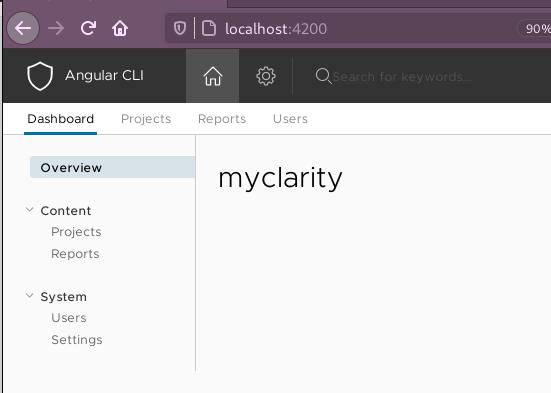 localhost:4200
90%
Angular CLI
Search for keywords...
Dashboard Projects Reports Users
Overview
myclarity
Content
Projects
Reports
System
Users
Settings